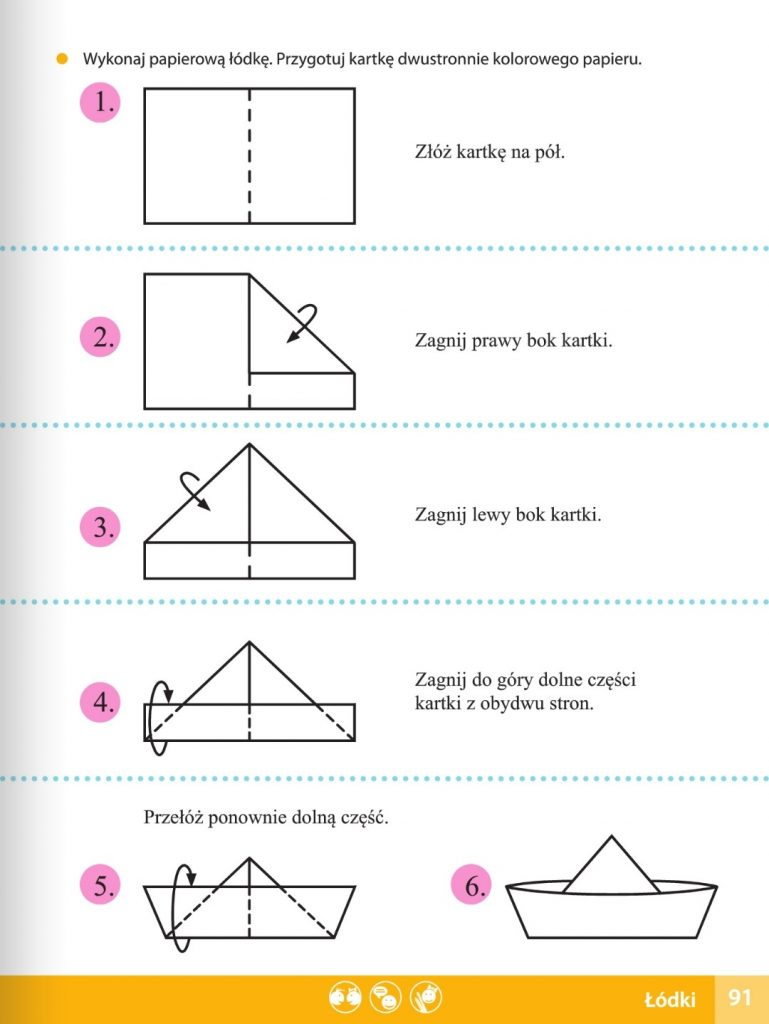 Wykonaj papierową łódkę. Przygotuj kartkę dwustronnie kolorowego papieru.
1.
Złóż kartkę na pół.
2.
Zagnij prawy bok kartki.
3.
Zagnij lewy bok kartki.
4.
Zagnij do góry dolne części
kartki z obydwu stron.
Przełóż ponownie dolną część.
5.
6.
Łódki 91